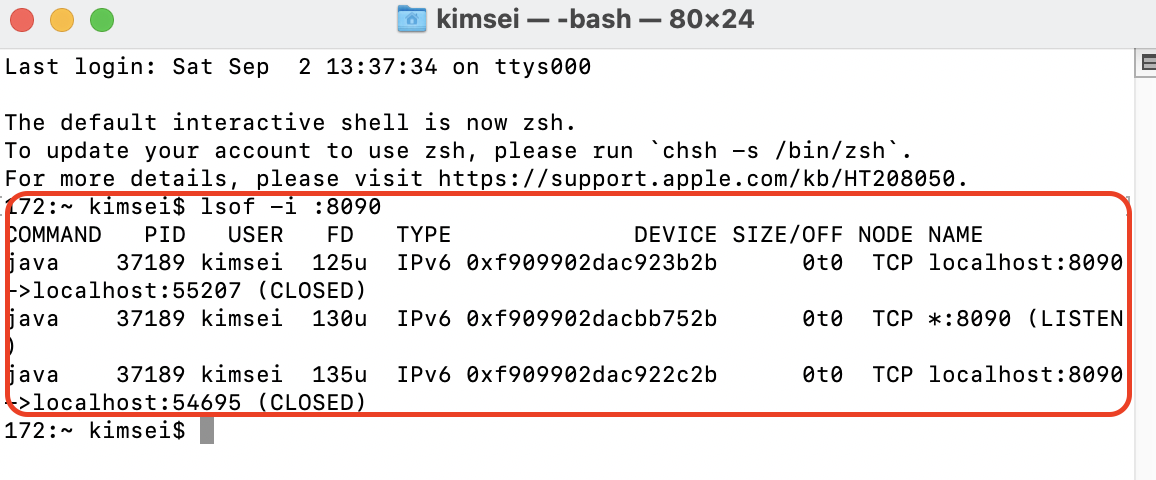 kimsei — -bash — 80×24
Last login: Sat Sep  2 13:37:34 on ttys000
The default interactive shell is now zsh.
To update your account to use zsh, please run `chsh -s /bin/zsh`.
For more details, please visit https://support.apple.com/kb/HT208050.
172:~ kimsei$ lsof -i :8090
COMMAND   PID   USER   FD   TYPE             DEVICE SIZE/OFF NODE NAME
java    37189 kimsei  125u  IPv6 0xf909902dac923b2b      0t0  TCP localhost:8090
->localhost:55207 (CLOSED)
java    37189 kimsei  130u  IPv6 0xf909902dacbb752b      0t0  TCP *:8090 (LISTEN
)
java    37189 kimsei  135u  IPv6 0xf909902dac922c2b      0t0  TCP localhost:8090
->localhost:54695 (CLOSED)
172:~ kimsei$